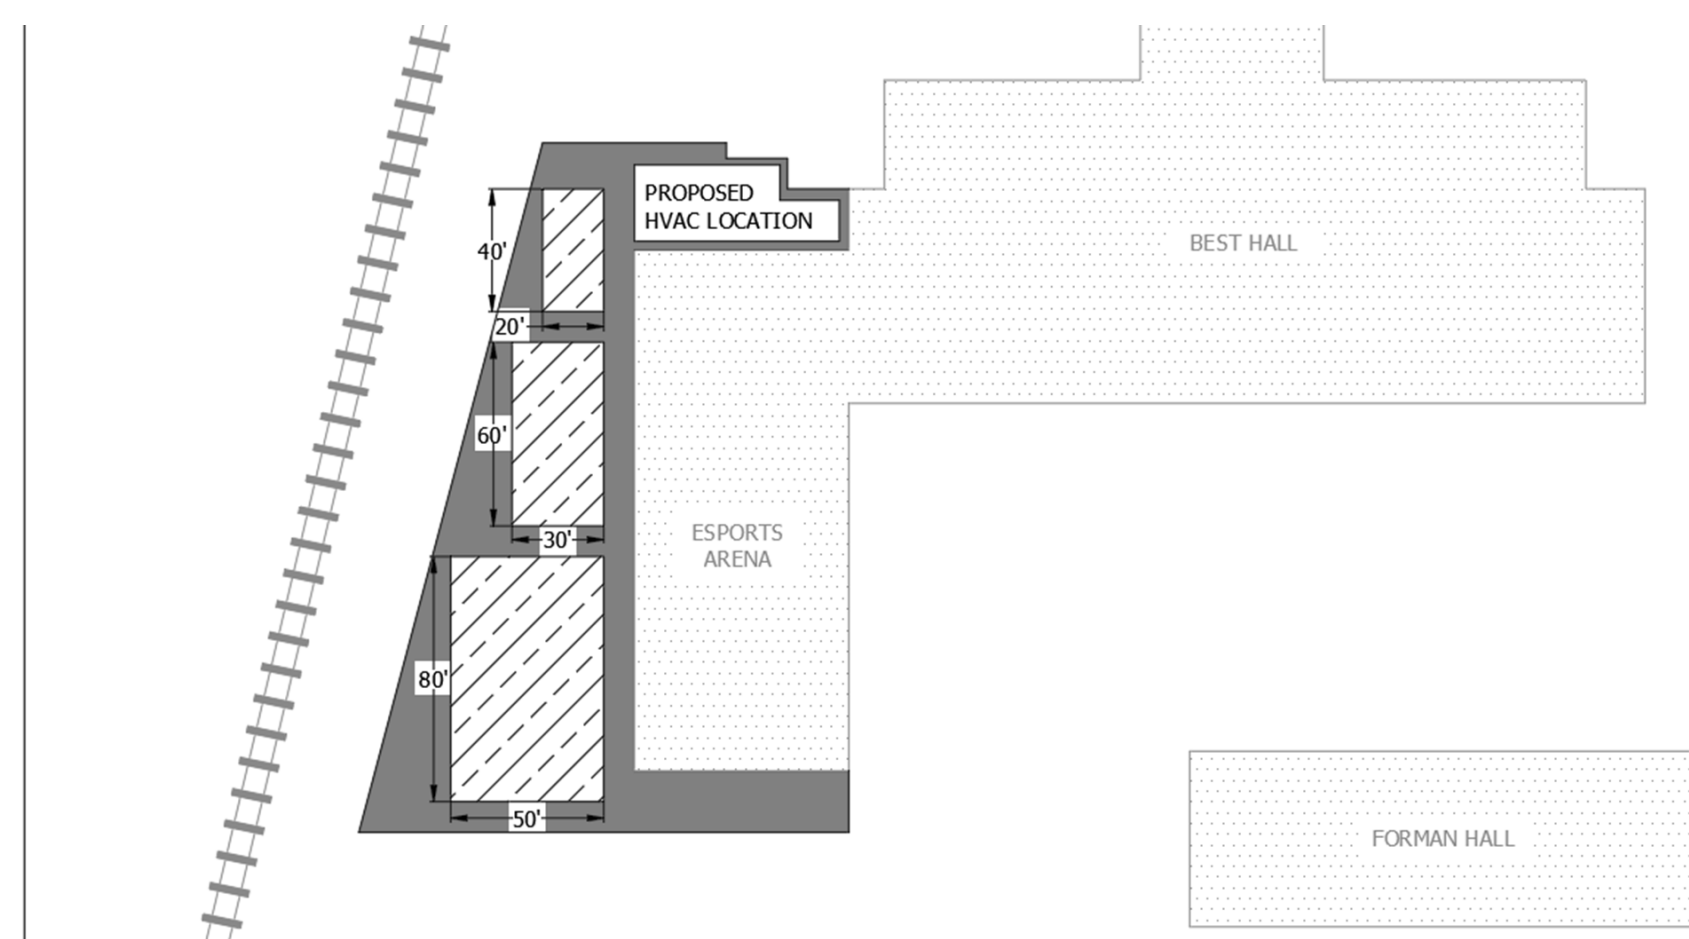 PROPOSED
HVAC LOCATION
BEST HALL
40'
20'
60'
30'
ESPORTS
ARENA
80'
50'
FORMAN HALL